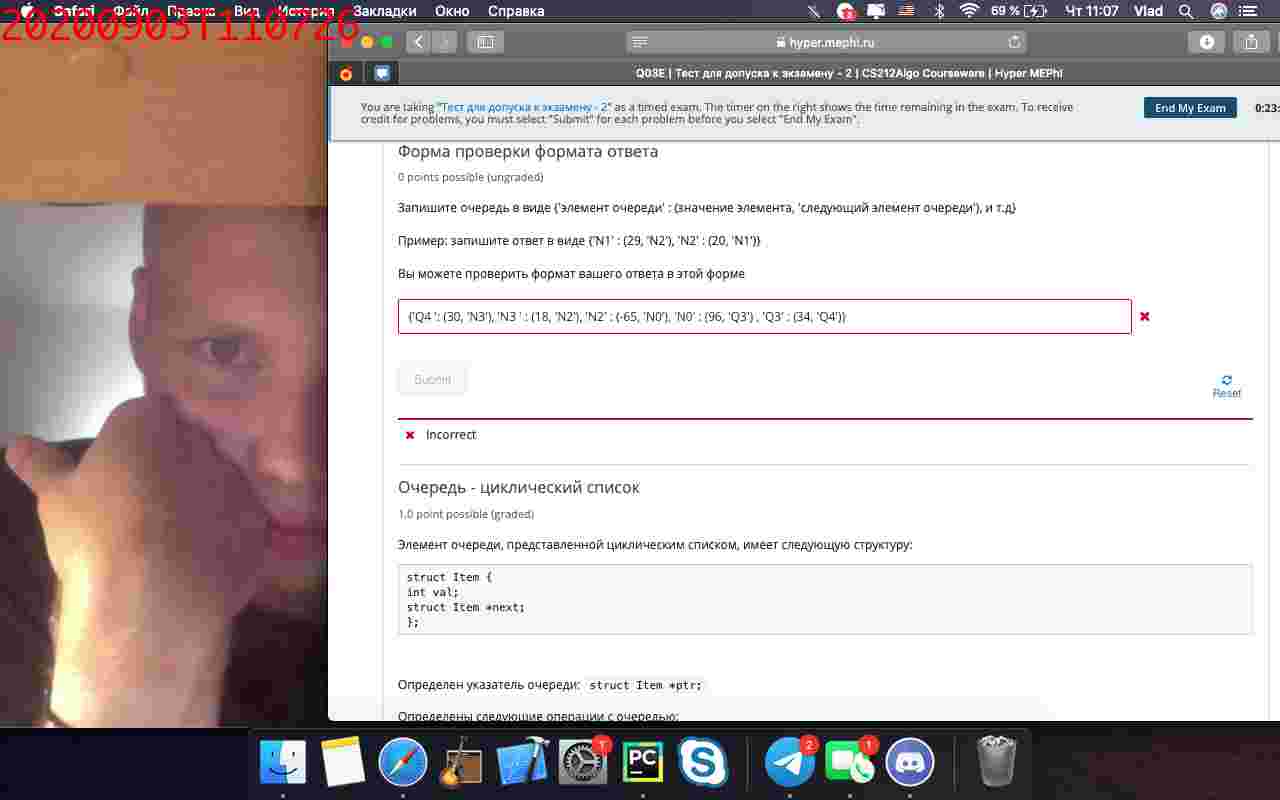 20200903T110726
Safari Файл Правка Вид История Закладки Окно Справка
69 % Чт 11:07 Vlad
hyper.mephi.ru
Q03E | Тест для допуска к экзамену - 2 | CS212Algo Courseware | Hyper MEPhI
You are taking "Тест для допуска к экзамену - 2" as a timed exam. The timer on the right shows the time remaining in the exam. To receive
credit for problems, you must select "Submit" for each problem before you select "End My Exam".
End My Exam
0:23:
Форма проверки формата ответа
0 points possible (ungraded)
Запишите очередь в виде {'элемент очереди' : (значение элемента, 'следующий элемент очереди'), и т.д}
Пример: запишите ответ в виде {'N1' : (29, 'N2'), 'N2' : (20, 'N1')}
Вы можете проверить формат вашего ответа в этой форме
{'Q4 ': (30, 'N3'), 'N3 ' : (18, 'N2'), 'N2' : (-65, 'N0'), 'N0' : (96, 'Q3') , 'Q3' : (34, 'Q4')}
Submit
Reset
Incorrect
Очередь - циклический список
1.0 point possible (graded)
Элемент очереди, представленной циклическим списком, имеет следующую структуру:
struct Item {
int val;
struct Item *next;
};
Определен указатель очереди: struct Item *ptr;
Определены следующие операции с очередью:
1
PC
S
2
1